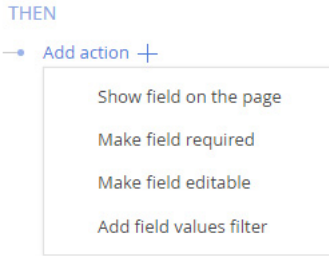 THEN
Add action +
Show field on the page
Make field required
Make field editable
Add field values filter